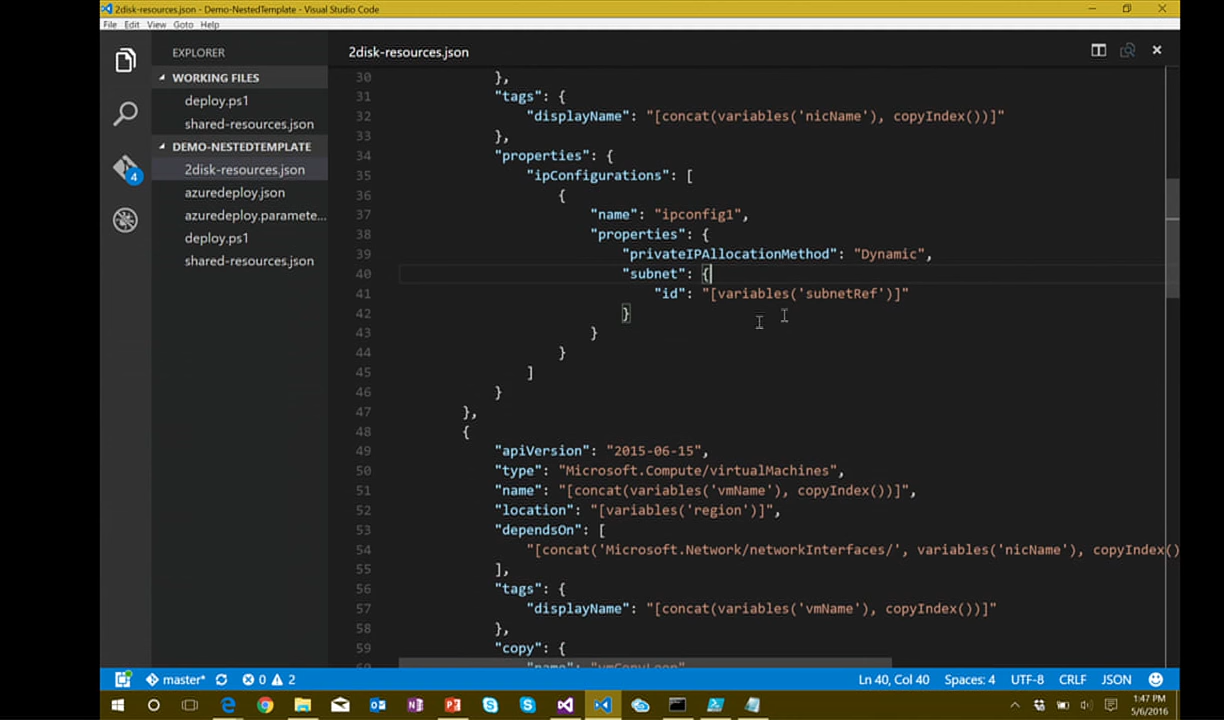 2disk-resources.json - Demo-NestedTemplate - Visual Studio Code
File Edit View Goto Help
EXPLORER
WORKING FILES
deploy.ps1
shared-resources.json
DEMO-NESTEDTEMPLATE
2disk-resources.json
azuredeploy.json
azuredeploy.paramete...
deploy.ps1
shared-resources.json
4
2disk-resources.json
30 },
31 "tags": {
32 "displayName": "[concat(variables('nicName'), copyIndex())]"
33 },
34 "properties": {
35 "ipConfigurations": [
36 {
37 "name": "ipconfig1",
38 "properties": {
39 "privateIPAllocationMethod": "Dynamic",
40 "subnet": {
41 "id": "[variables('subnetRef')]"
42 }
43 }
44 }
45 ]
46 }
47 },
48 {
49 "apiVersion": "2015-06-15",
50 "type": "Microsoft.Compute/virtualMachines",
51 "name": "[concat(variables('vmName'), copyIndex())]",
52 "location": "[variables('region')]",
53 "dependsOn": [
54 "[concat('Microsoft.Network/networkInterfaces/', variables('nicName'), copyIndex()
55 ],
56 "tags": {
57 "displayName": "[concat(variables('vmName'), copyIndex())]"
58 },
59 "copy": {
60 "name": "vmCopyLoop"
master* 0 2 Ln 40, Col 40 Spaces: 4 UTF-8 CRLF JSON
1:47 PM
5/6/2016